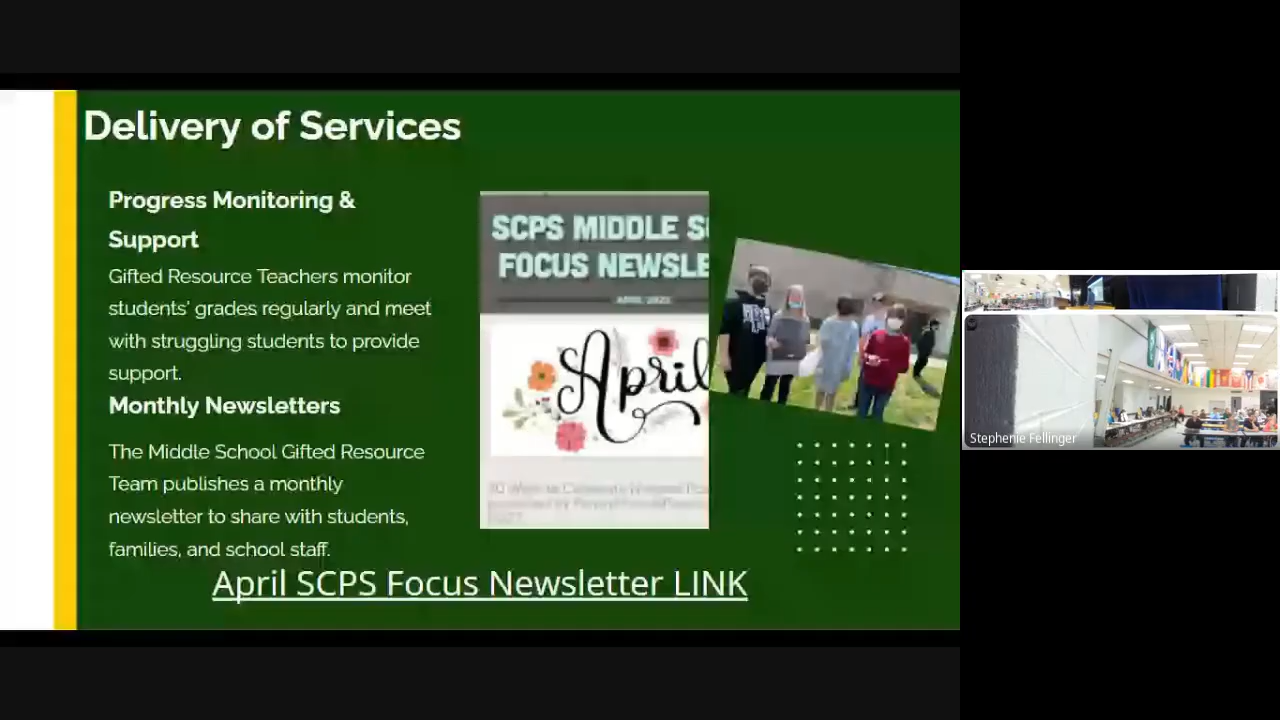 Delivery of Services
Progress Monitoring &
Support
Gifted Resource Teachers monitor
students' grades regularly and meet
with struggling students to provide
support.
Monthly Newsletters
The Middle School Gifted Resource
Team publishes a monthly
newsletter to share with students,
families, and school staff.
SCPS MIDDLE S
FOCUS NEWSLE
April
April SCPS Focus Newsletter LINK
Stephenie Fellinger